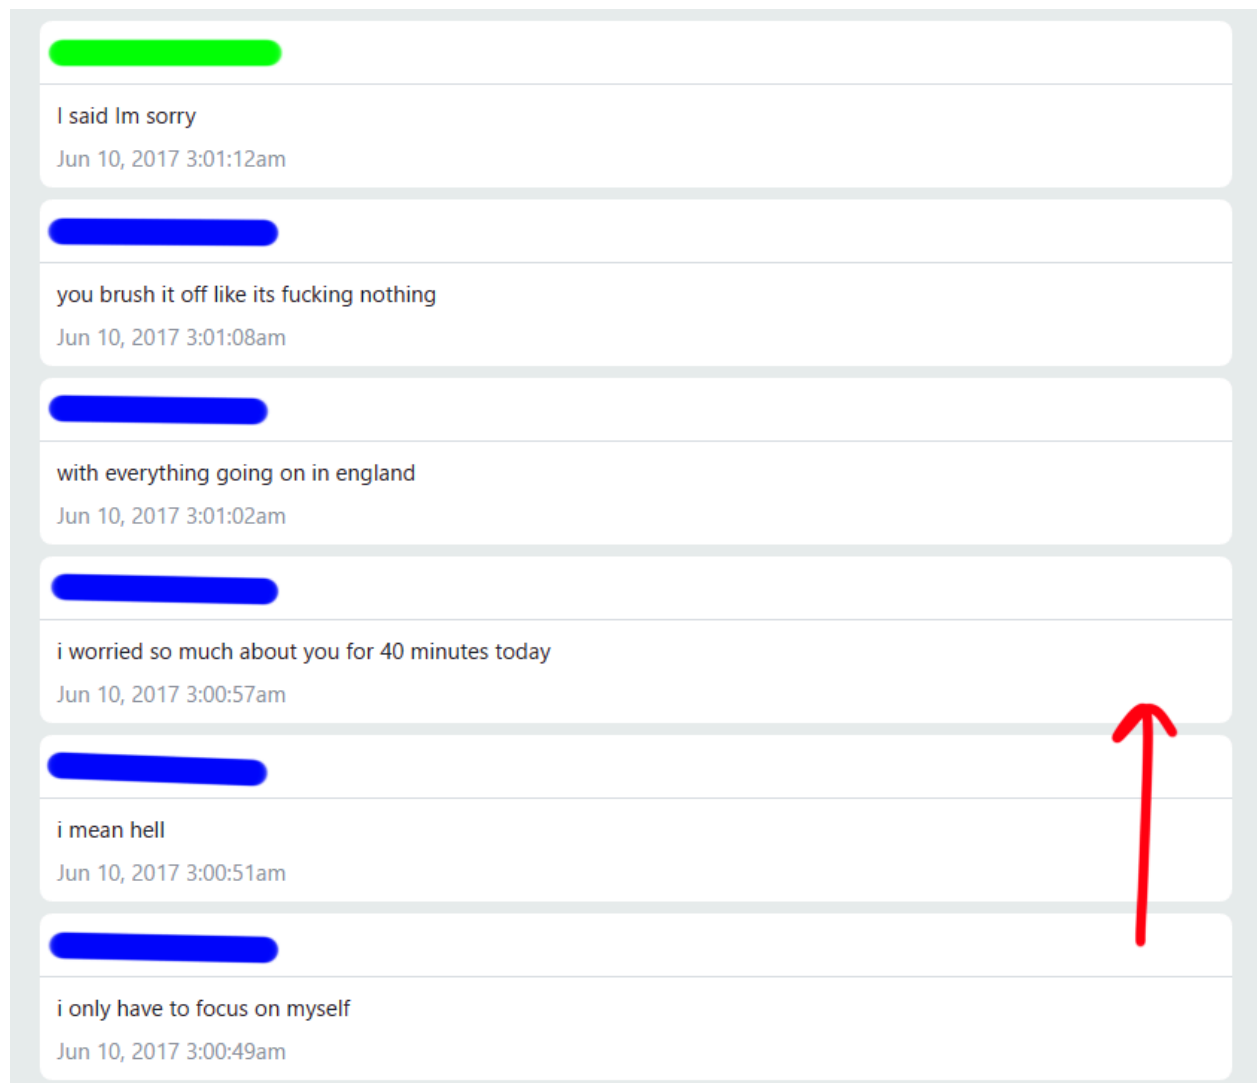 I said Im sorry
Jun 10, 2017 3:01:12am
you brush it off like its fucking nothing
Jun 10, 2017 3:01:08am
with everything going on in england
Jun 10, 2017 3:01:02am
i worried so much about you for 40 minutes today
Jun 10, 2017 3:00:57am
i mean hell
Jun 10, 2017 3:00:51am
i only have to focus on myself
Jun 10, 2017 3:00:49am